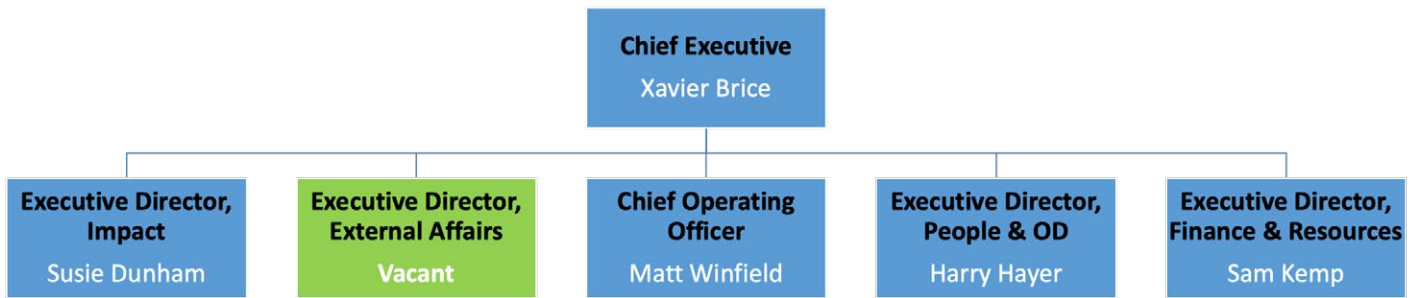 Chief Executive
Xavier Brice
Executive Director,
Impact
Susie Dunham
Executive Director,
External Affairs
Vacant
Chief Operating
Officer
Matt Winfield
Executive Director,
People & OD
Harry Hayer
Executive Director,
Finance & Resources
Sam Kemp